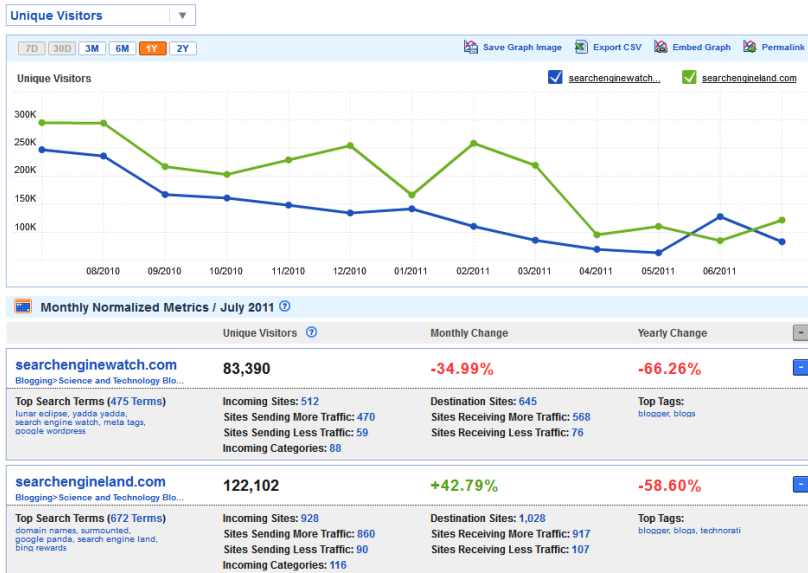 Unique Visitors
7D 30D 3M 6M 1Y 2Y Save Graph Image Export CSV Embed Graph Permalink
Unique Visitors searchenginewatch... searchengineland.com
300K
250K
200K
150K
100K
08/2010 09/2010 10/2010 11/2010 12/2010 01/2011 02/2011 03/2011 04/2011 05/2011 06/2011
Monthly Normalized Metrics / July 2011 ?
Unique Visitors ? Monthly Change Yearly Change -
searchenginewatch.com 83,390 -34.99% -66.26% -
Blogging>Science and Technology Blo...
Top Search Terms (475 Terms) Incoming Sites: 512 Destination Sites: 645 Top Tags:
lunar eclipse, yadda yadda, Sites Sending More Traffic: 470 Sites Receiving More Traffic: 568 blogger, blogs
search engine watch, meta tags, Sites Sending Less Traffic: 59 Sites Receiving Less Traffic: 76
google wordpress Incoming Categories: 88
searchengineland.com 122,102 +42.79% -58.60% -
Blogging>Science and Technology Blo...
Top Search Terms (672 Terms) Incoming Sites: 928 Destination Sites: 1,028 Top Tags:
domain names, surmounted, Sites Sending More Traffic: 860 Sites Receiving More Traffic: 917 blogger, blogs, technorati
google panda, search engine land, Sites Sending Less Traffic: 90 Sites Receiving Less Traffic: 107
bing rewards Incoming Categories: 116